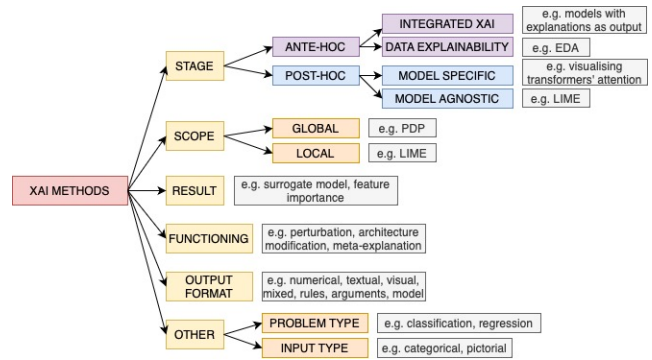 INTEGRATED XAI
e.g. models with
explanations as output
ANTE-HOC
DATA EXPLAINABILITY
e.g. EDA
STAGE
POST-HOC
MODEL SPECIFIC
e.g. visualising
transformers' attention
MODEL AGNOSTIC
e.g. LIME
SCOPE
GLOBAL
e.g. PDP
LOCAL
e.g. LIME
XAI METHODS
RESULT
e.g. surrogate model, feature
importance
FUNCTIONING
e.g. perturbation, architecture
modification, meta-explanation
OUTPUT
FORMAT
e.g. numerical, textual, visual,
mixed, rules, arguments, model
OTHER
PROBLEM TYPE
e.g. classification, regression
INPUT TYPE
e.g. categorical, pictorial